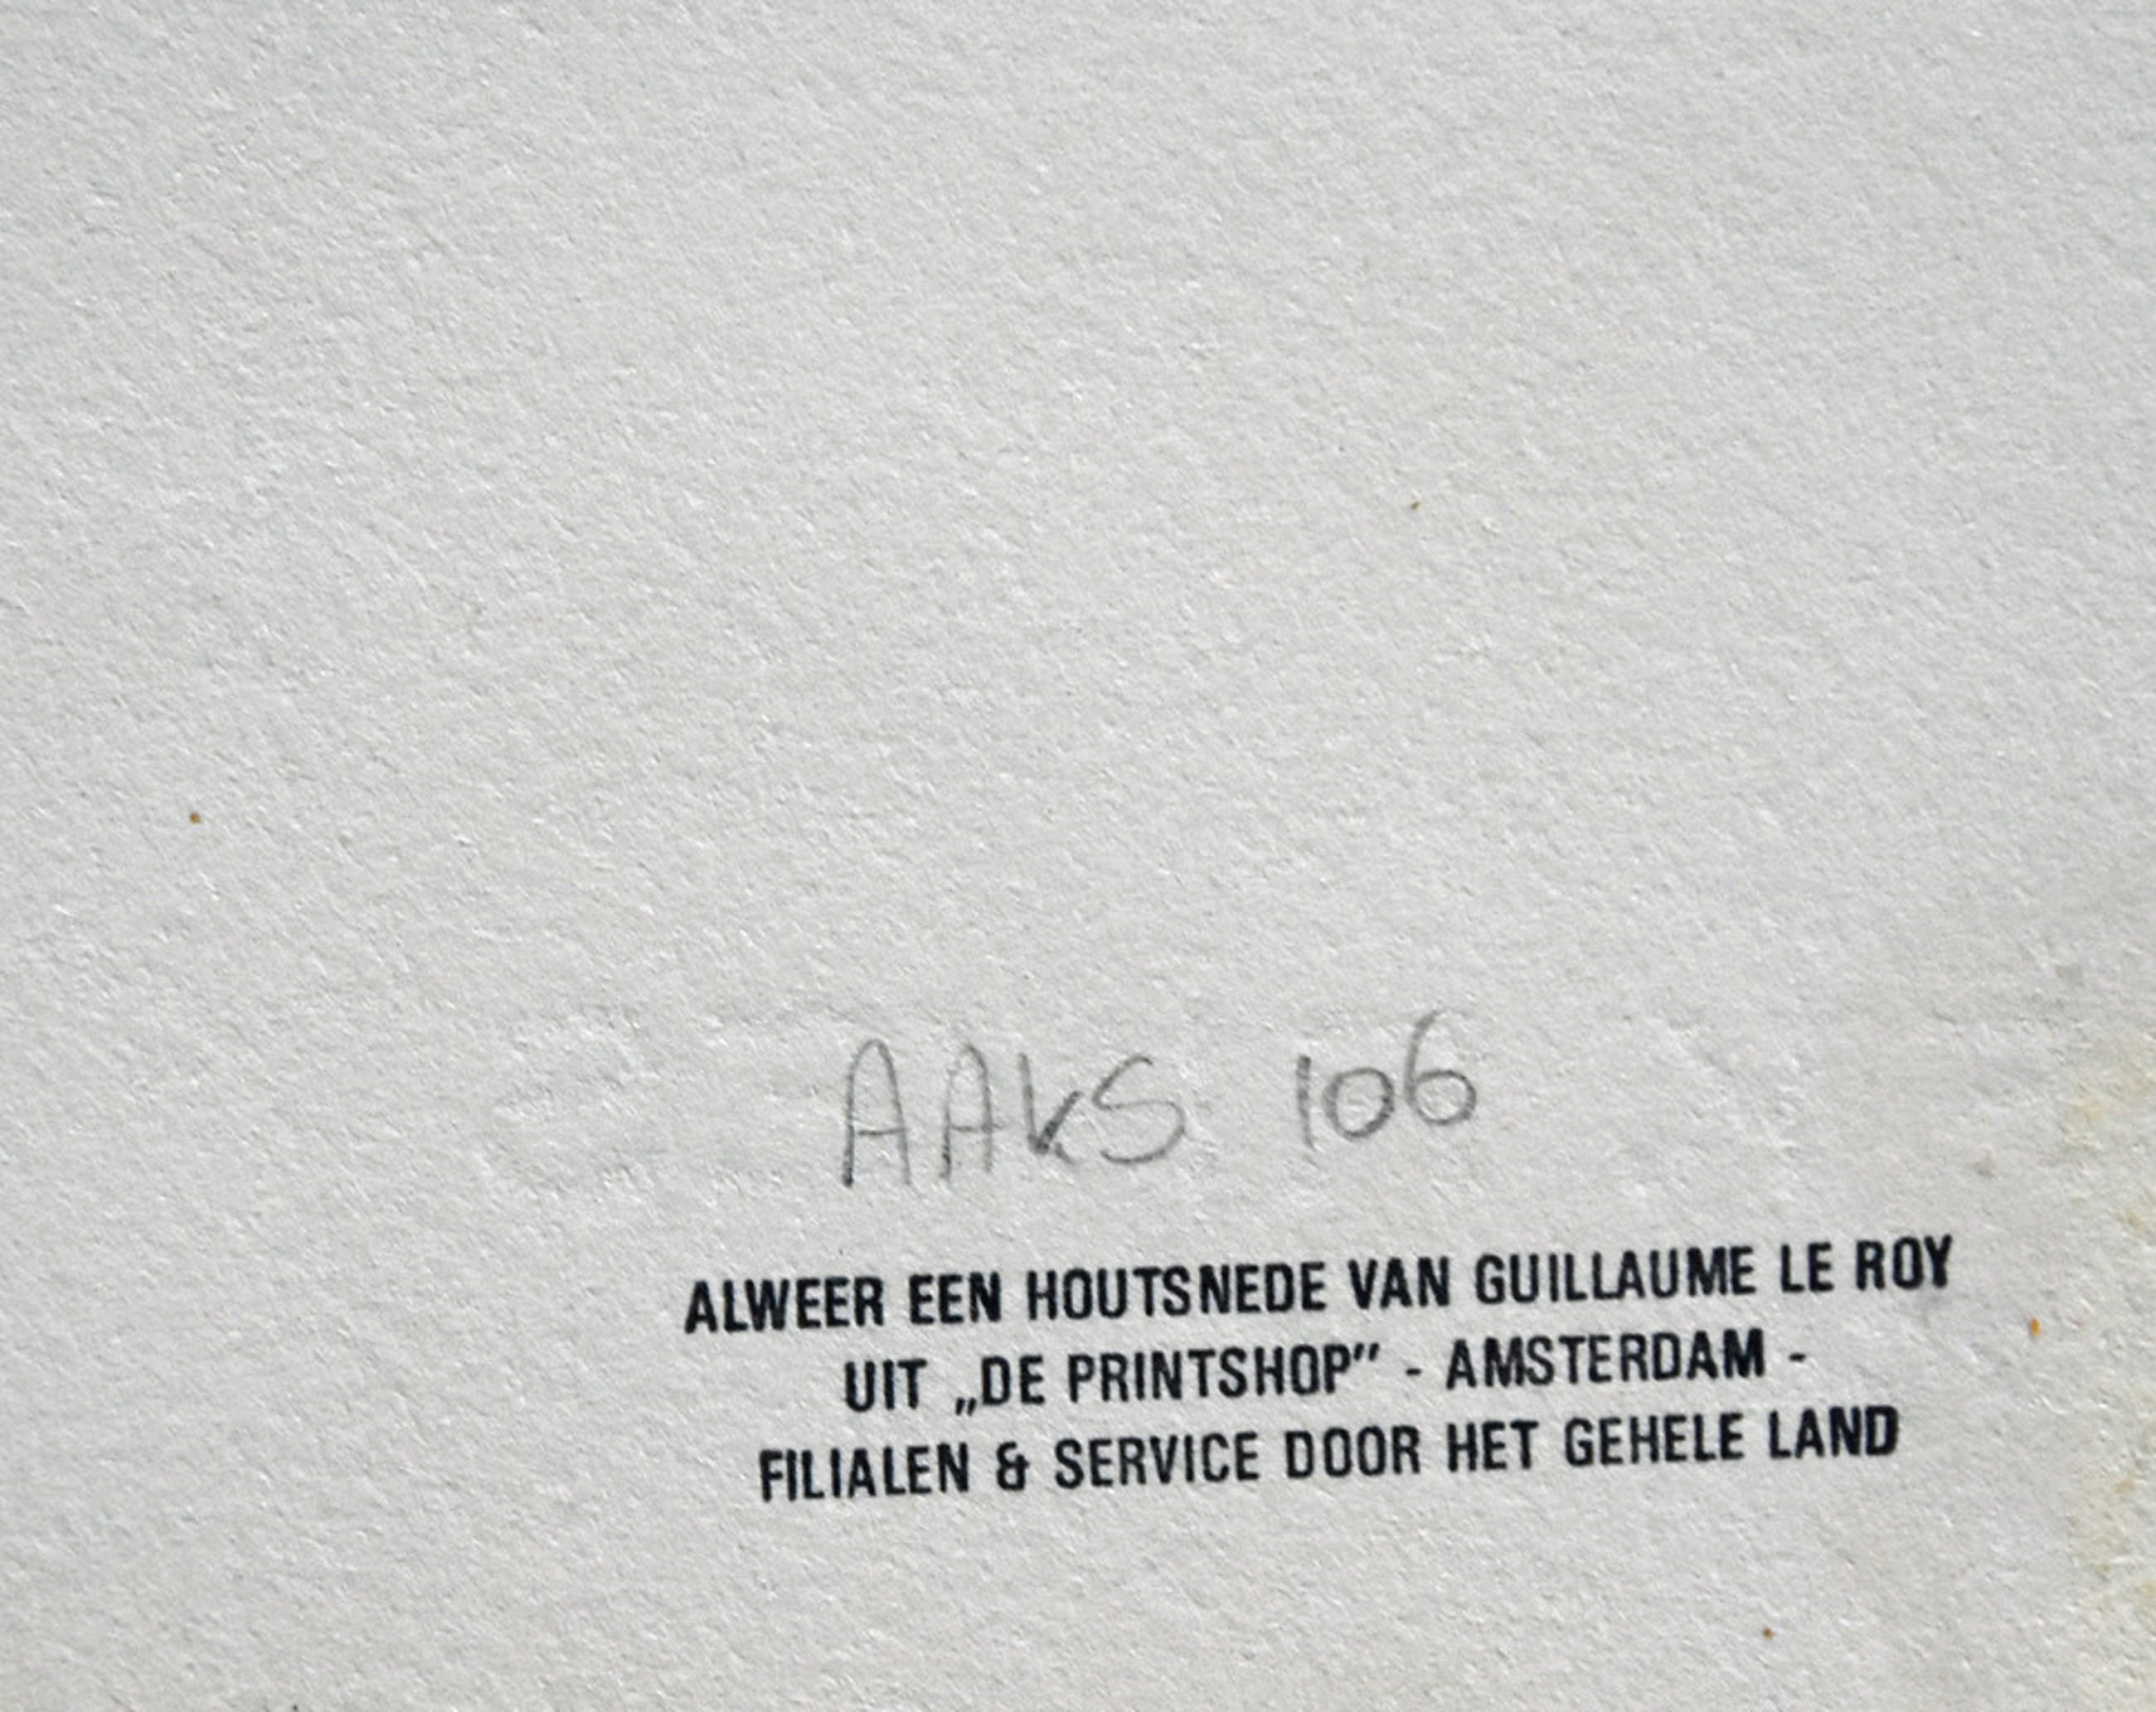 AAKS 106
ALWEER EEN HOUTSNEDE VAN GUILLAUME LE ROY
UIT „DE PRINTSHOP” - AMSTERDAM -
FILIALEN & SERVICE DOOR HET GEHELE LAND